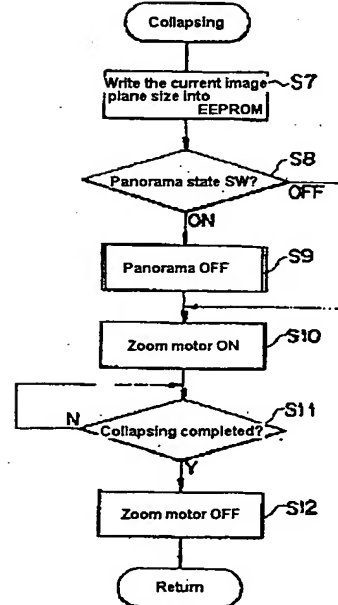 Collapsing
Write the current image
plane size into
EEPROM
S7
Panorama state SW?
S8
OFF
ON
Panorama OFF
S9
Zoom motor ON
S10
Collapsing completed?
S11
N
Y
Zoom motor OFF
S12
Return